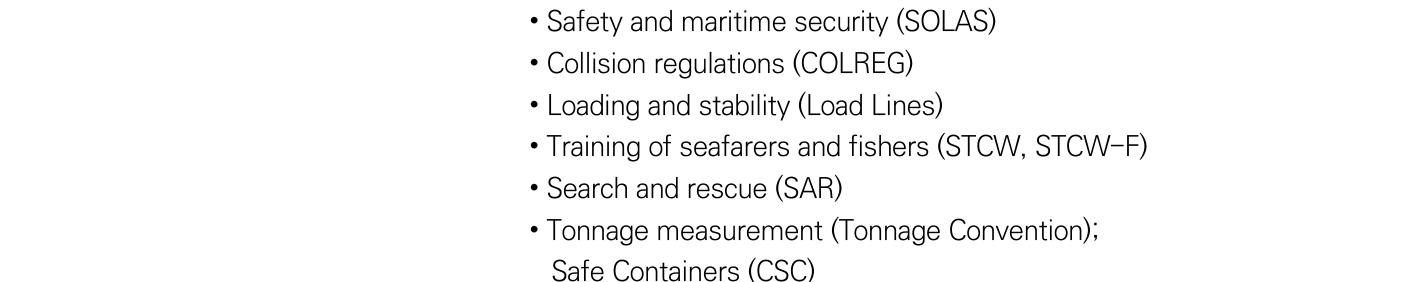 • Safety and maritime security (SOLAS)
• Collision regulations (COLREG)
• Loading and stability (Load Lines)
• Training of seafarers and fishers (STCW, STCW-F)
• Search and rescue (SAR)
• Tonnage measurement (Tonnage Convention);
Safe Containers (CSC)